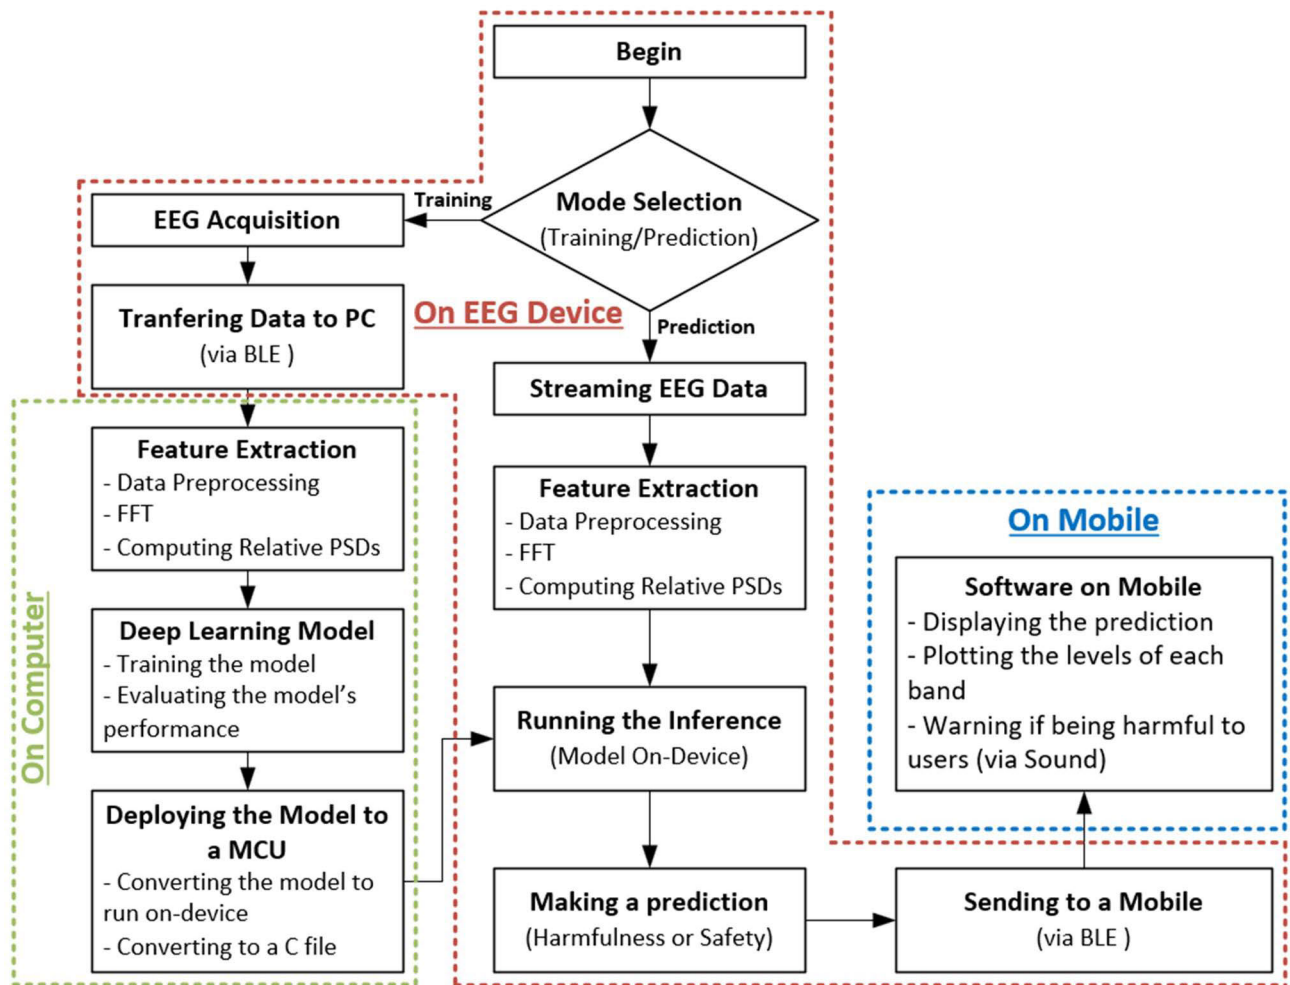 Begin
Mode Selection
(Training/Prediction)
Training
EEG Acquisition
Tranfering Data to PC
(via BLE )
On EEG Device
Prediction
Streaming EEG Data
Feature Extraction
- Data Preprocessing
- FFT
- Computing Relative PSDs
On Computer
Deep Learning Model
- Training the model
- Evaluating the model’s
performance
Deploying the Model to
a MCU
- Converting the model to
run on-device
- Converting to a C file
Feature Extraction
- Data Preprocessing
- FFT
- Computing Relative PSDs
Running the Inference
(Model On-Device)
Making a prediction
(Harmfulness or Safety)
On Mobile
Software on Mobile
- Displaying the prediction
- Plotting the levels of each
band
- Warning if being harmful to
users (via Sound)
Sending to a Mobile
(via BLE )